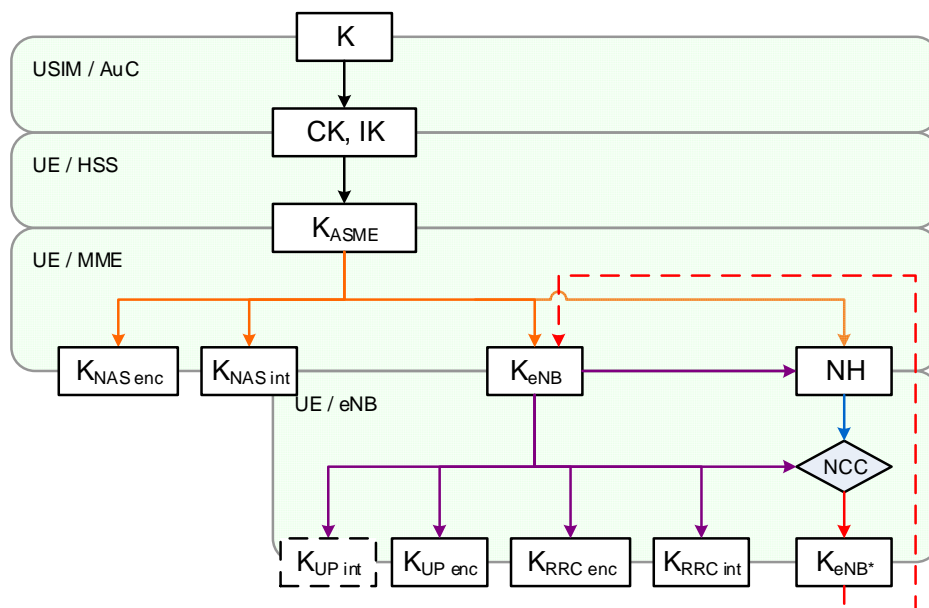 K
USIM / AuC
CK, IK
UE / HSS
KASME
UE / MME
KNAS enc
KNAS int
KeNB
NH
UE / eNB
NCC
KUP int
KUP enc
KRRC enc
KRRC int
KeNB*